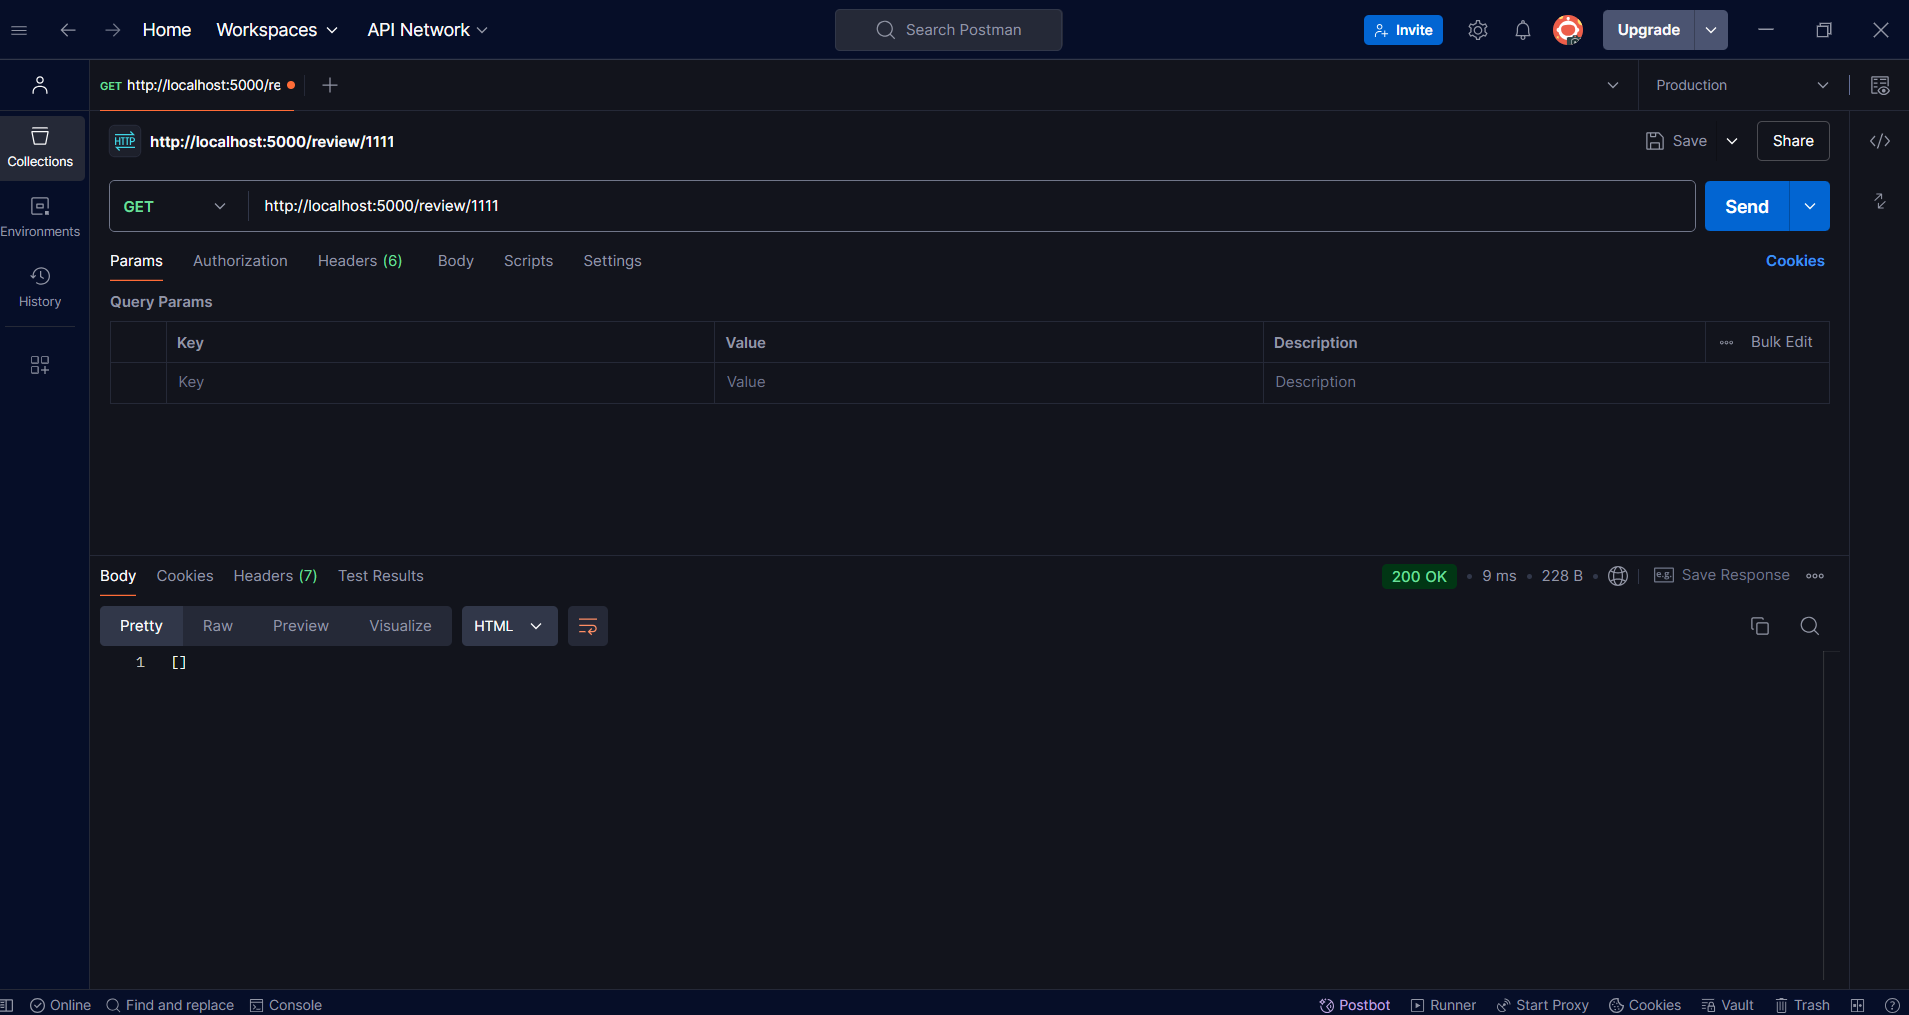 Home Workspaces API Network Search Postman Invite Upgrade
GET http://localhost:5000/re Production
HTTP http://localhost:5000/review/1111 Save Share
Collections
GET http://localhost:5000/review/1111 Send
Environments
Params Authorization Headers (6) Body Scripts Settings Cookies
History
Query Params
Key Value Description Bulk Edit
Key Value Description
Body Cookies Headers (7) Test Results 200 OK 9 ms 228 B e.g. Save Response
Pretty Raw Preview Visualize HTML
1 []
Online Find and replace Console Postbot Runner Start Proxy Cookies Vault Trash